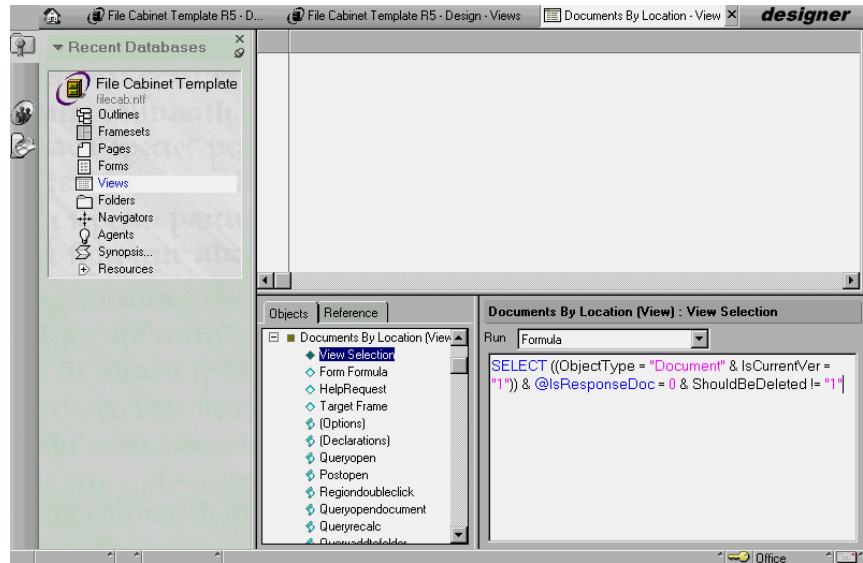 File Cabinet Template R5 - D...
File Cabinet Template R5 - Design - Views
Documents By Location - View
designer
Recent Databases
File Cabinet Template
filecab.ntf
Outlines
Framesets
Pages
Forms
Views
Folders
Navigators
Agents
Synopsis...
Resources
Objects
Reference
Documents By Location (View
View Selection
Form Formula
HelpRequest
Target Frame
(Options)
(Declarations)
Queryopen
Postopen
Regiondoubleclick
Queryopendocument
Queryrecalc
Queryaddtofolder
Documents By Location (View) : View Selection
Run
Formula
SELECT ((ObjectType = "Document" & IsCurrentVer =
"1")) & @IsResponseDoc = 0 & ShouldBeDeleted != "1"
Office